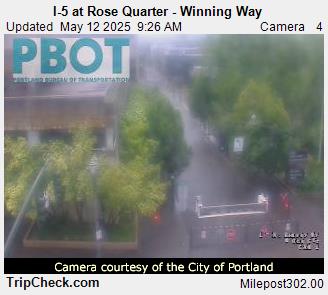 I-5 at Rose Quarter - Winning Way
Updated May 12 2025 9:26 AM Camera 4
PBOT
PORTLAND BUREAU OF TRANSPORTATION
Camera courtesy of the City of Portland
TripCheck.com Milepost302.00